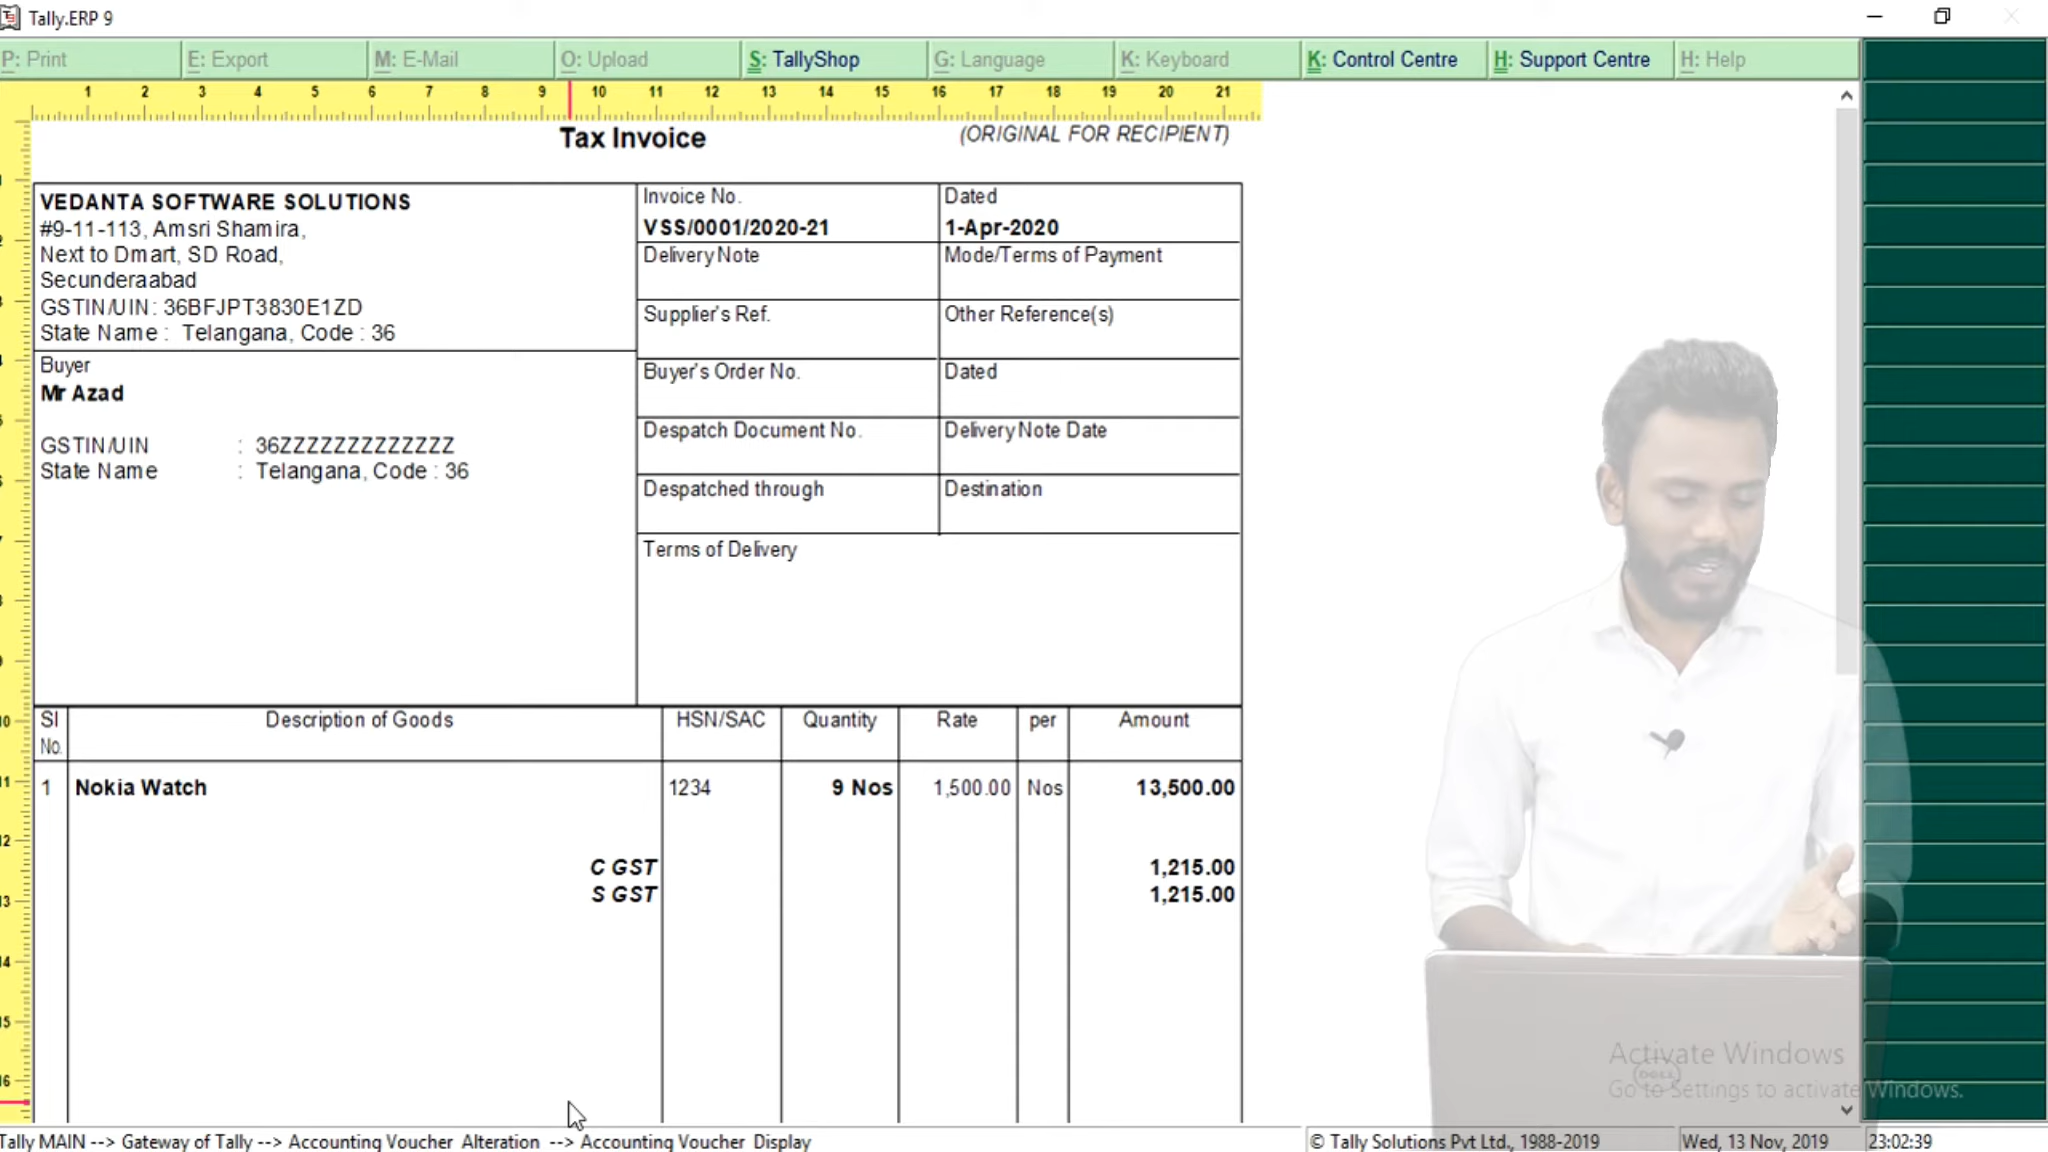 Tally.ERP 9
P: Print E: Export M: E-Mail O: Upload S: TallyShop G: Language K: Keyboard K: Control Centre H: Support Centre H: Help
1 2 3 4 5 6 7 8 9 10 11 12 13 14 15 16 17 18 19 20 21
Tax Invoice
(ORIGINAL FOR RECIPIENT)
VEDANTA SOFTWARE SOLUTIONS
#9-11-113, Amsri Shamira,
Next to Dmart, SD Road,
Secunderaabad
GSTIN/UIN: 36BFJPT3830E1ZD
State Name : Telangana, Code : 36
Buyer
Mr Azad
GSTIN/UIN : 36ZZZZZZZZZZZZZ
State Name : Telangana, Code : 36
Invoice No. Dated
VSS/0001/2020-21 1-Apr-2020
Delivery Note Mode/Terms of Payment
Supplier's Ref. Other Reference(s)
Buyer's Order No. Dated
Despatch Document No. Delivery Note Date
Despatched through Destination
Terms of Delivery
Sl Description of Goods HSN/SAC Quantity Rate per Amount
No.
1 Nokia Watch 1234 9 Nos 1,500.00 Nos 13,500.00
C GST 1,215.00
S GST 1,215.00
Activate Windows
DELL
Go to Settings to activate Windows.
Tally MAIN --> Gateway of Tally --> Accounting Voucher Alteration --> Accounting Voucher Display © Tally Solutions Pvt Ltd., 1988-2019 Wed, 13 Nov, 2019 23:02:39